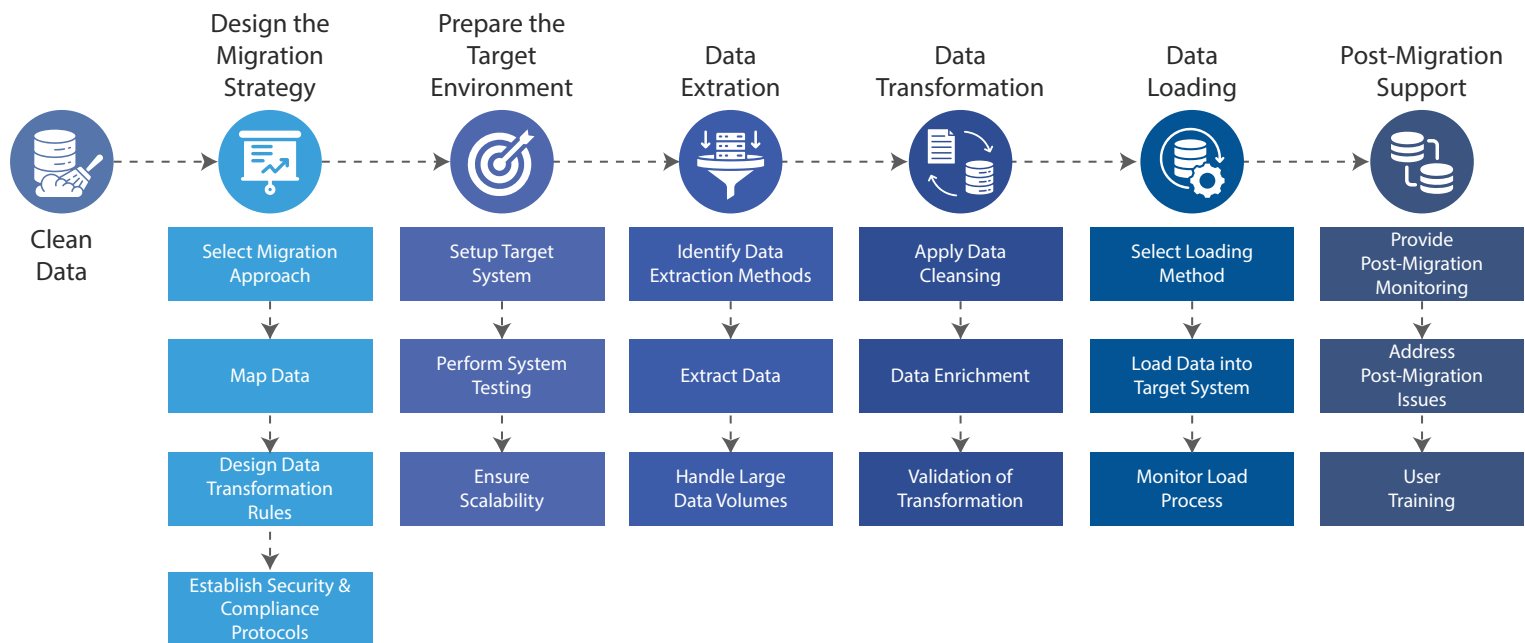 Clean
Data
Design the
Migration
Strategy
Select Migration
Approach
Map Data
Design Data
Transformation
Rules
Establish Security &
Compliance
Protocols
Prepare the
Target
Environment
Setup Target
System
Perform System
Testing
Ensure
Scalability
Data
Extration
Identify Data
Extraction Methods
Extract Data
Handle Large
Data Volumes
Data
Transformation
Apply Data
Cleansing
Data Enrichment
Validation of
Transformation
Data
Loading
Select Loading
Method
Load Data into
Target System
Monitor Load
Process
Post-Migration
Support
Provide
Post-Migration
Monitoring
Address
Post-Migration
Issues
User
Training